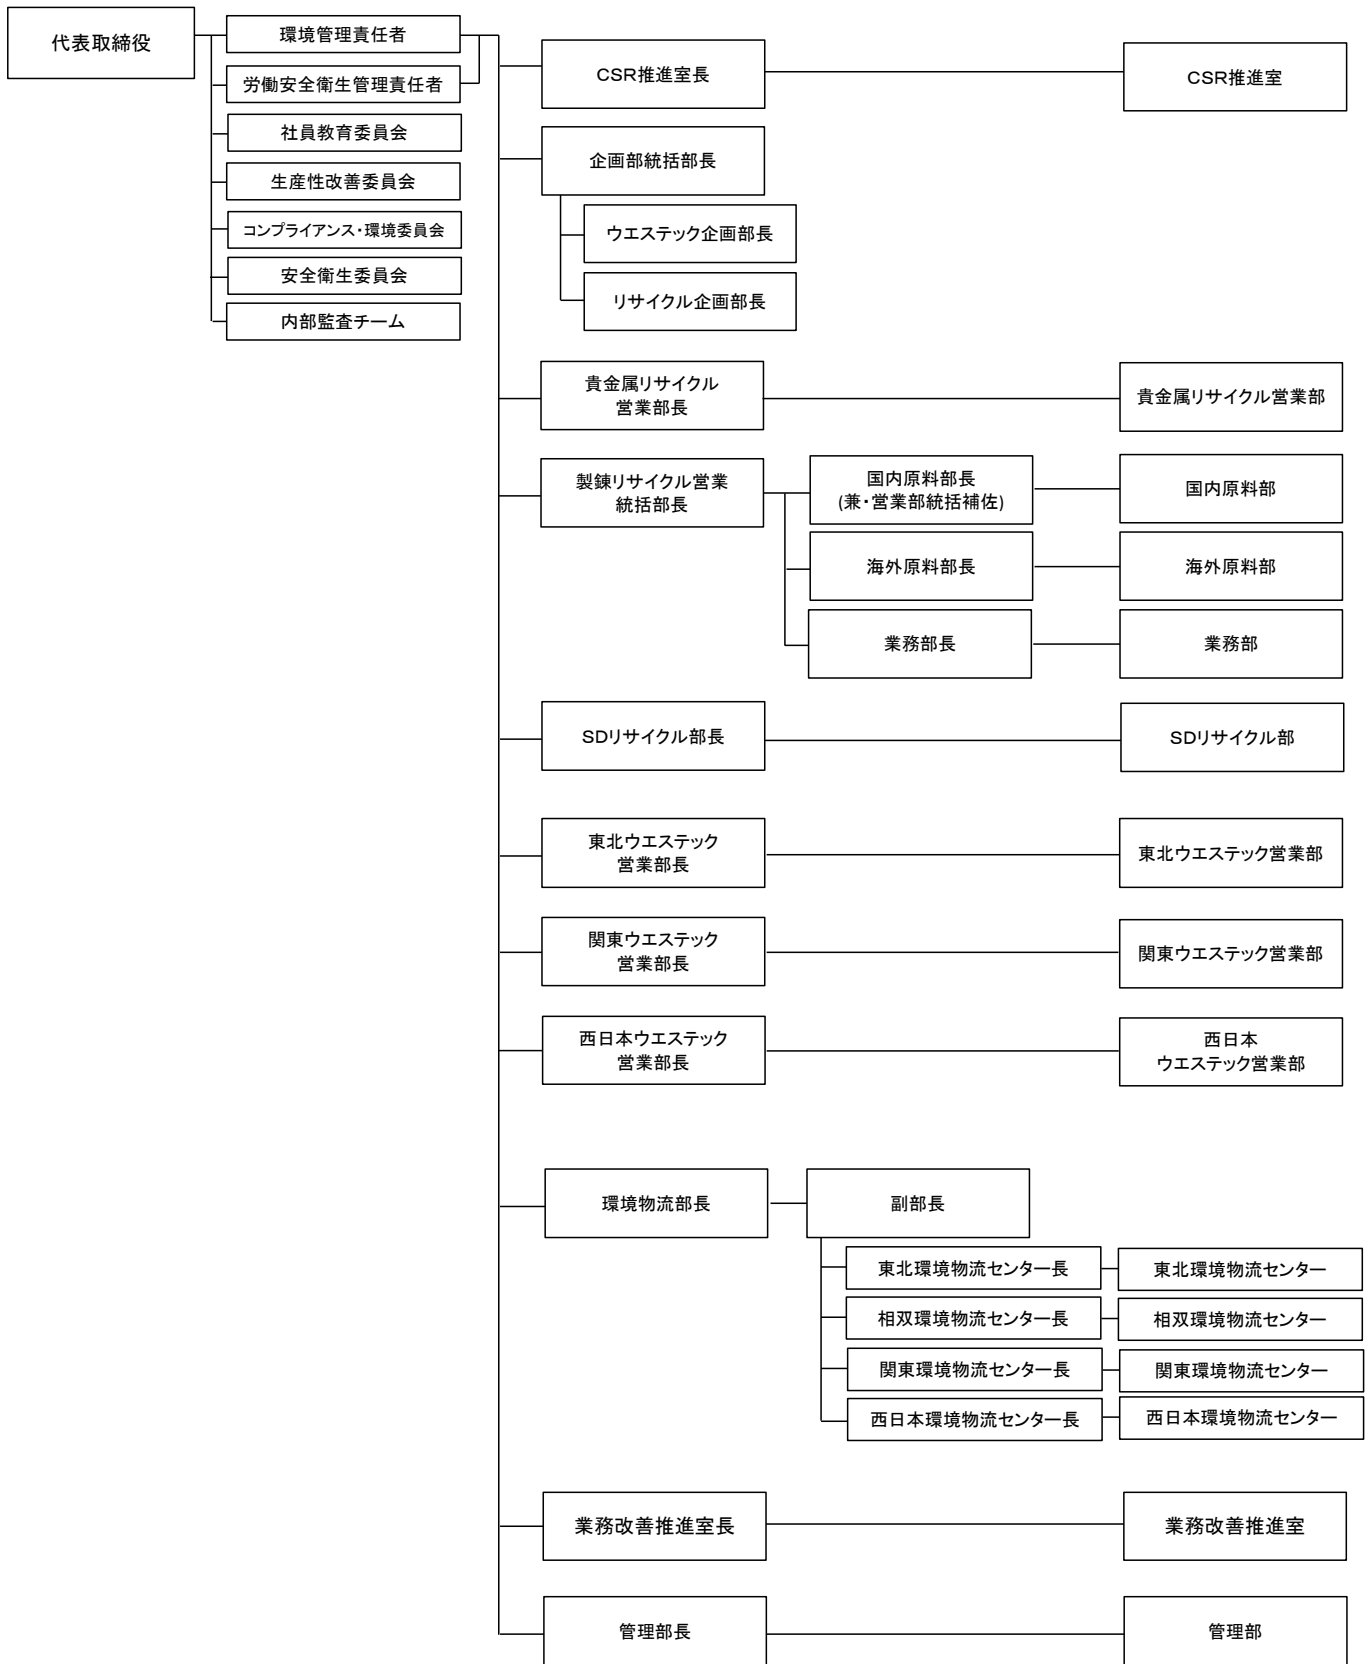 代表取締役
環境管理責任者
労働安全衛生管理責任者
社員教育委員会
生産性改善委員会
コンプライアンス・環境委員会
安全衛生委員会
内部監査チーム
CSR推進室長
CSR推進室
企画部統括部長
ウエステック企画部長
リサイクル企画部長
貴金属リサイクル
営業部長
貴金属リサイクル営業部
製錬リサイクル営業
統括部長
国内原料部長
(兼・営業部統括補佐)
国内原料部
海外原料部長
海外原料部
業務部長
業務部
SDリサイクル部長
SDリサイクル部
東北ウエステック
営業部長
東北ウエステック営業部
関東ウエステック
営業部長
関東ウエステック営業部
西日本ウエステック
営業部長
西日本
ウエステック営業部
環境物流部長
副部長
東北環境物流センター長
東北環境物流センター
相双環境物流センター長
相双環境物流センター
関東環境物流センター長
関東環境物流センター
西日本環境物流センター長
西日本環境物流センター
業務改善推進室長
業務改善推進室
管理部長
管理部